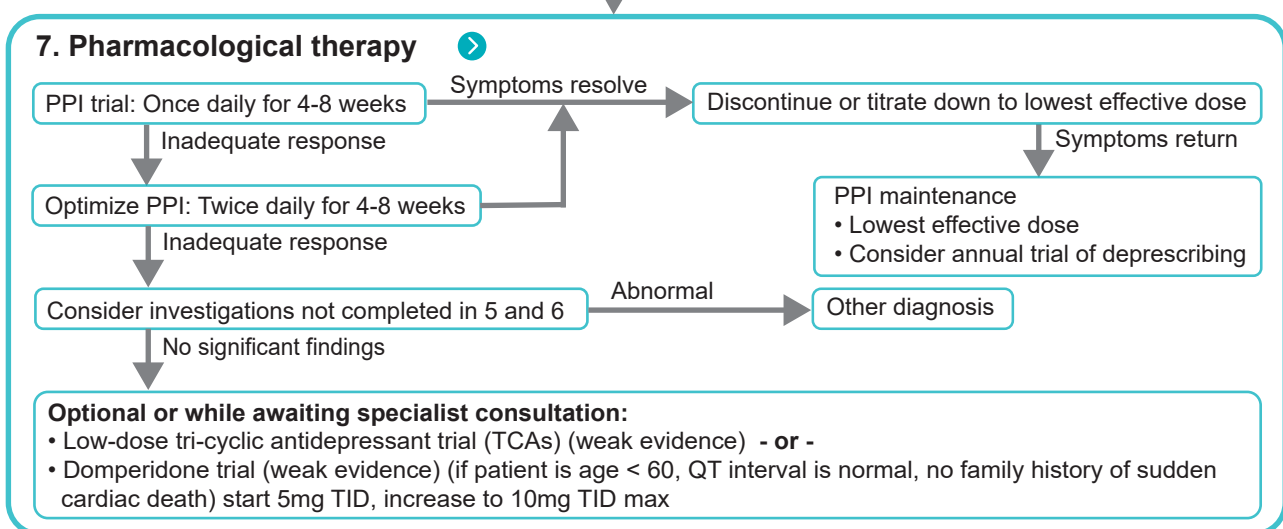 7. Pharmacological therapy
PPI trial: Once daily for 4-8 weeks
Symptoms resolve
Discontinue or titrate down to lowest effective dose
Inadequate response
Symptoms return
Optimize PPI: Twice daily for 4-8 weeks
PPI maintenance
• Lowest effective dose
• Consider annual trial of deprescribing
Inadequate response
Consider investigations not completed in 5 and 6
Abnormal
Other diagnosis
No significant findings
Optional or while awaiting specialist consultation:
• Low-dose tri-cyclic antidepressant trial (TCAs) (weak evidence) - or -
• Domperidone trial (weak evidence) (if patient is age < 60, QT interval is normal, no family history of sudden
cardiac death) start 5mg TID, increase to 10mg TID max